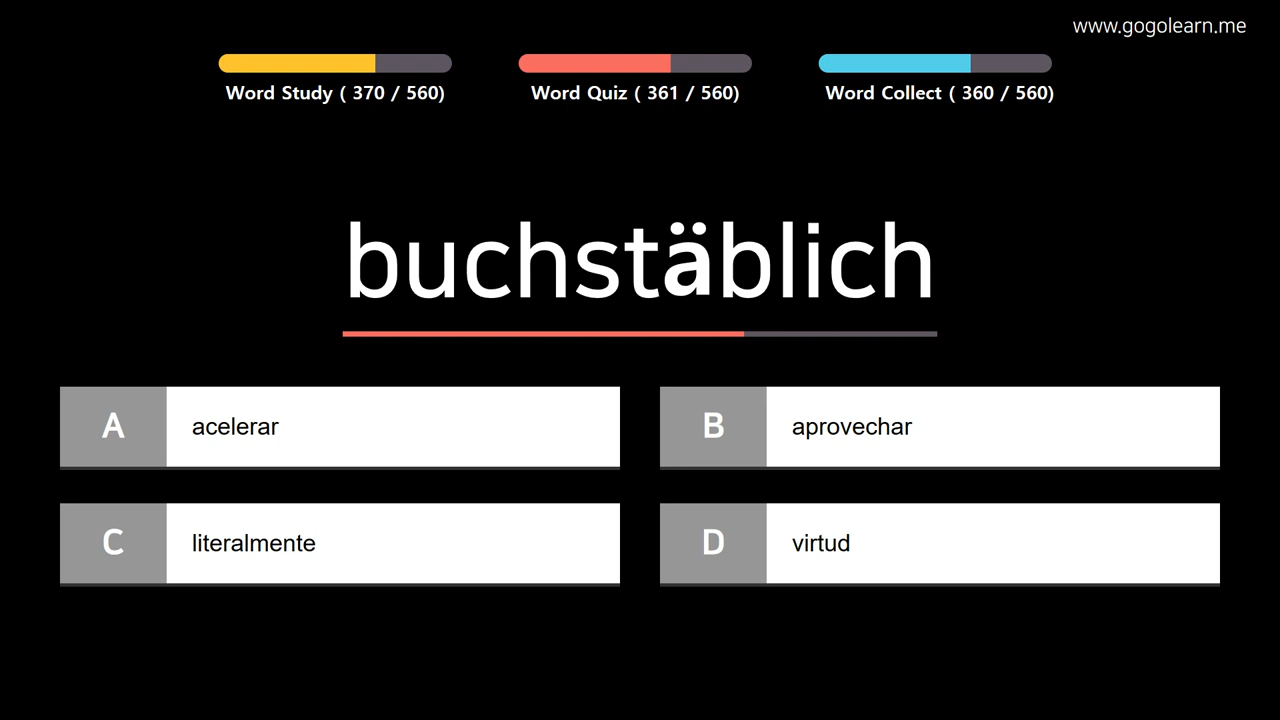 www.gogolearn.me
Word Study ( 370 / 560)
Word Quiz ( 361 / 560)
Word Collect ( 360 / 560)
buchstäblich
A acelerar
B aprovechar
C literalmente
D virtud